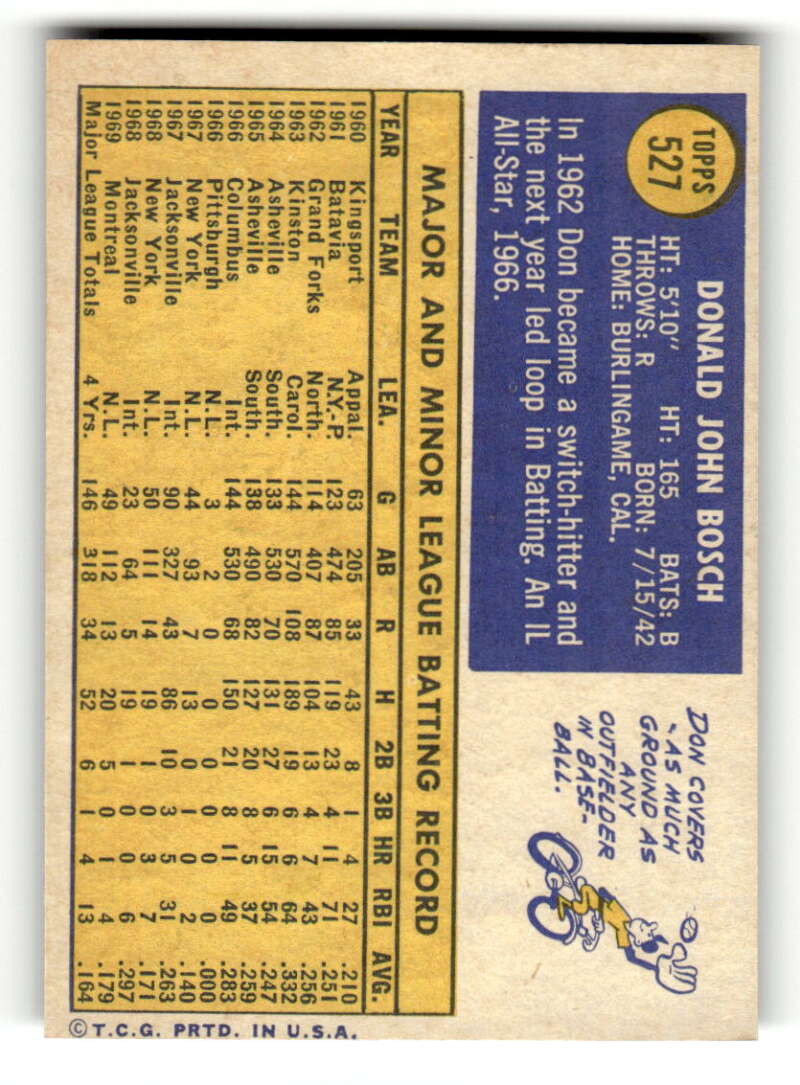 TOPPS
527
DONALD JOHN BOSCH
HT: 5'10" HT: 165 BATS: B
THROWS: R BORN: 7/15/42
HOME: BURLINGAME, CAL.
In 1962 Don became a switch-hitter and
the next year led loop in Batting. An IL
All-Star, 1966.
DON COVERS
"AS MUCH
GROUND AS
ANY
OUTFIELDER
IN BASE-
BALL.
MAJOR AND MINOR LEAGUE BATTING RECORD
YEAR TEAM LEA. G AB R H 2B 3B HR RBI AVG.
1960 Kingsport Appal. 63 205 33 43 8 1 4 27 .210
1961 Batavia N.Y.-P. 123 474 85 119 23 4 11 71 .251
1962 Grand Forks North. 114 407 87 104 13 4 7 43 .256
1963 Kinston Carol. 144 570 108 189 19 6 6 64 .332
1964 Asheville South. 133 530 70 131 27 6 15 54 .247
1965 Asheville South. 138 490 82 127 20 8 5 37 .259
1966 Columbus Int. 144 530 68 150 21 8 11 49 .283
1966 Pittsburgh N.L. 3 2 0 0 0 0 0 0 .000
1967 New York N.L. 44 93 7 13 0 1 0 2 .140
1967 Jacksonville Int. 90 327 43 86 10 3 5 31 .263
1968 New York N.L. 50 111 14 19 1 0 3 7 .171
1968 Jacksonville Int. 23 64 5 19 1 0 0 6 .297
1969 Montreal N.L. 49 112 13 20 5 0 1 4 .179
Major League Totals 4 Yrs. 146 318 34 52 6 1 4 13 .164
© T.C.G. PRTD. IN U.S.A.